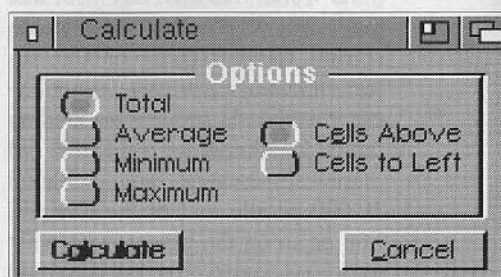 Calculate
Options
Total
Average
Minimum
Maximum
Cells Above
Cells to Left
Calculate
Cancel